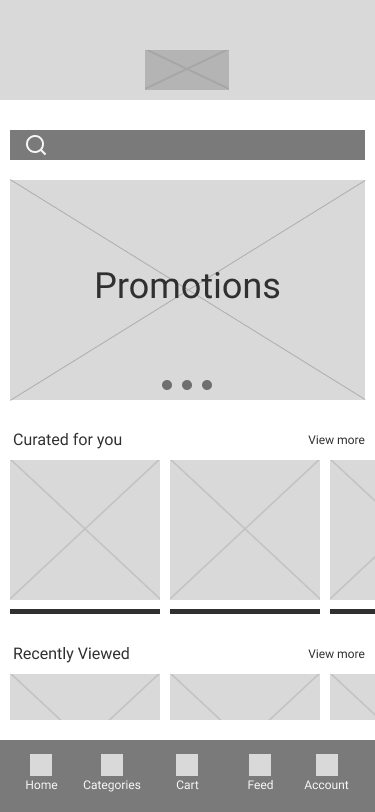 Promotions
Curated for you
View more
Recently Viewed
View more
Home
Categories
Cart
Feed
Account